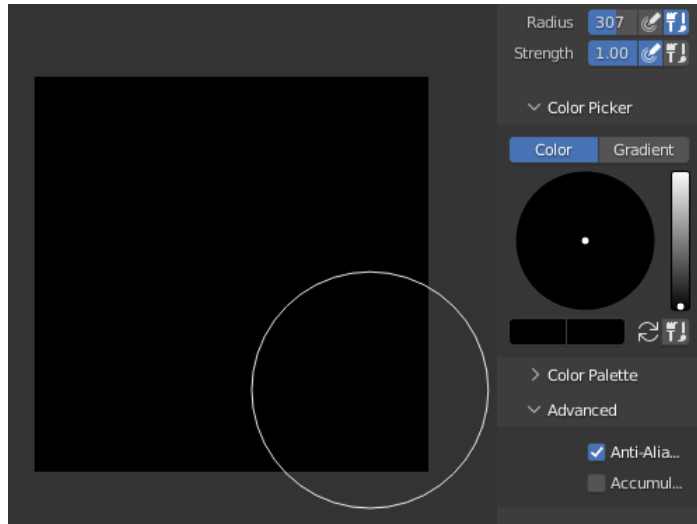 Radius 307
Strength 1.00
Color Picker
Color Gradient
Color Palette
Advanced
Anti-Alia...
Accumul...